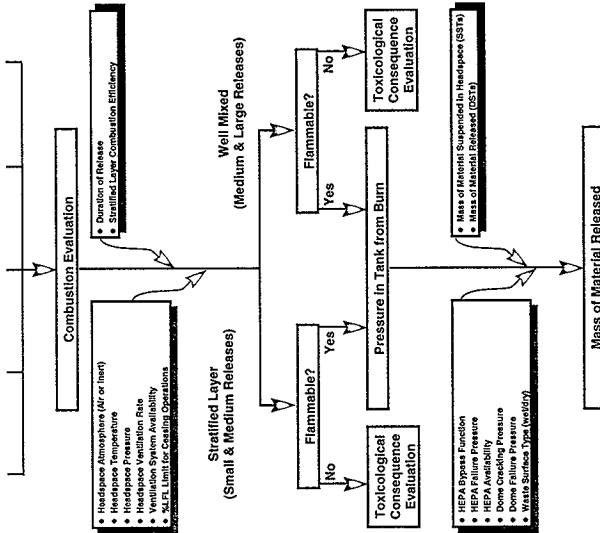 Combustion Evaluation
• Headspace Atmosphere (Air or Inert)
• Headspace Temperature
• Headspace Pressure
• Headspace Ventilation Rate
• Ventilation System Availability
• %LFL Limit for Ceasing Operations
• Duration of Release
• Stratified Layer Combustion Efficiency
Stratified Layer
(Small & Medium Releases)
Well Mixed
(Medium & Large Releases)
Flammable?
No
Yes
Flammable?
Yes
No
Toxicological
Consequence
Evaluation
Pressure in Tank from Burn
Toxicological
Consequence
Evaluation
• HEPA Bypass Function
• HEPA Failure Pressure
• HEPA Availability
• Dome Cracking Pressure
• Dome Failure Pressure
• Waste Surface Type (wet/dry)
• Mass of Material Suspended in Headspace (SSTs)
• Mass of Material Released (DSTs)
Mass of Material Released